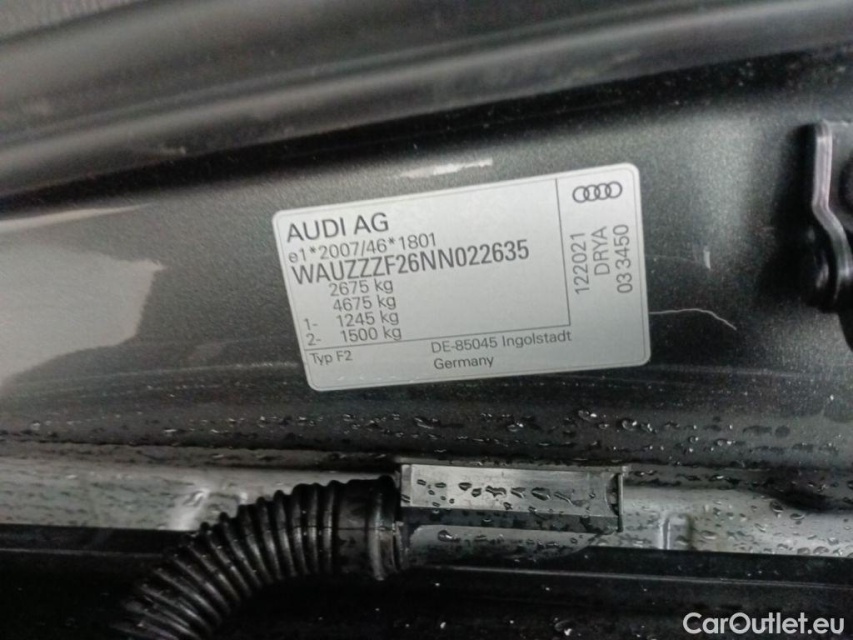 AUDI AG
e1*2007/46*1801
WAUZZZF26NN022635
2675 kg
4675 kg
1- 1245 kg
2- 1500 kg
Typ F2
DE-85045 Ingolstadt
Germany
122021
DRYA
033450
CarOutlet.eu